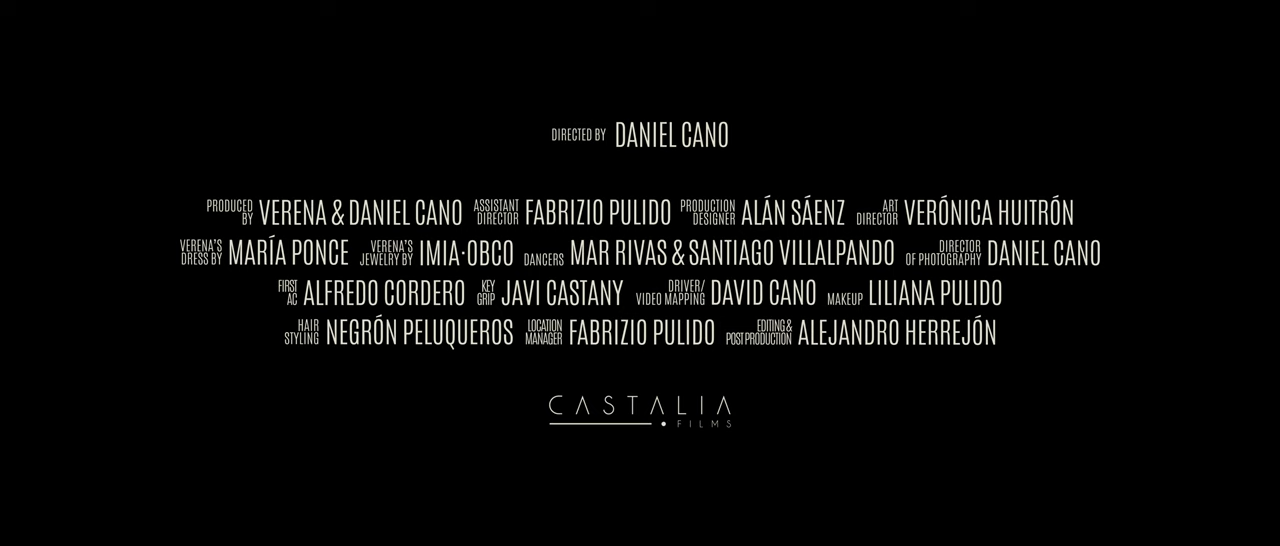 DIRECTED BY DANIEL CANO
PRODUCED BY VERENA & DANIEL CANO ASSISTANT DIRECTOR FABRIZIO PULIDO PRODUCTION DESIGNER ALÁN SÁENZ ART DIRECTOR VERÓNICA HUITRÓN
VERENA'S DRESS BY MARÍA PONCE VERENA'S JEWELRY BY IMIA·OBCO DANCERS MAR RIVAS & SANTIAGO VILLALPANDO DIRECTOR OF PHOTOGRAPHY DANIEL CANO
FIRST AC ALFREDO CORDERO KEY GRIP JAVI CASTANY DRIVER/ VIDEO MAPPING DAVID CANO MAKEUP LILIANA PULIDO
HAIR STYLING NEGRÓN PELUQUEROS LOCATION MANAGER FABRIZIO PULIDO EDITING & POST PRODUCTION ALEJANDRO HERREJÓN
CASTALIA
FILMS